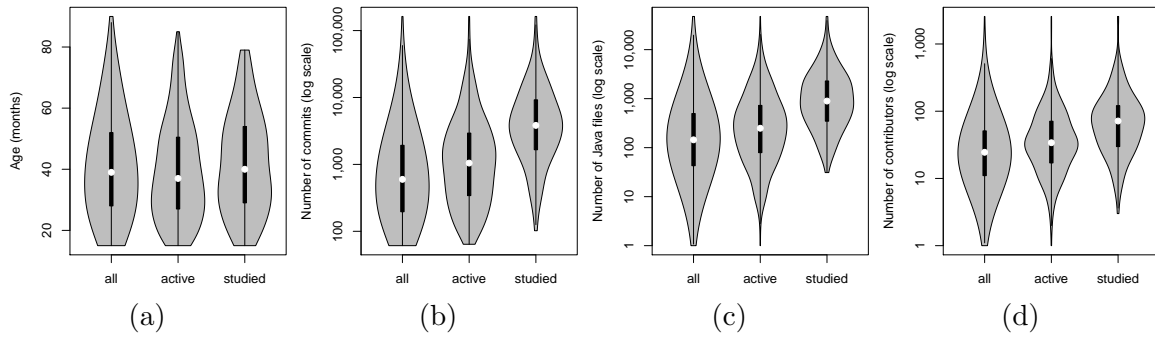 Age (months)
20
40
60
80
all
active
studied
(a)
Number of commits (log scale)
100
1,000
10,000
100,000
all
active
studied
(b)
Number of Java files (log scale)
1
10
100
1,000
10,000
all
active
studied
(c)
Number of contributors (log scale)
1
10
100
1,000
all
active
studied
(d)